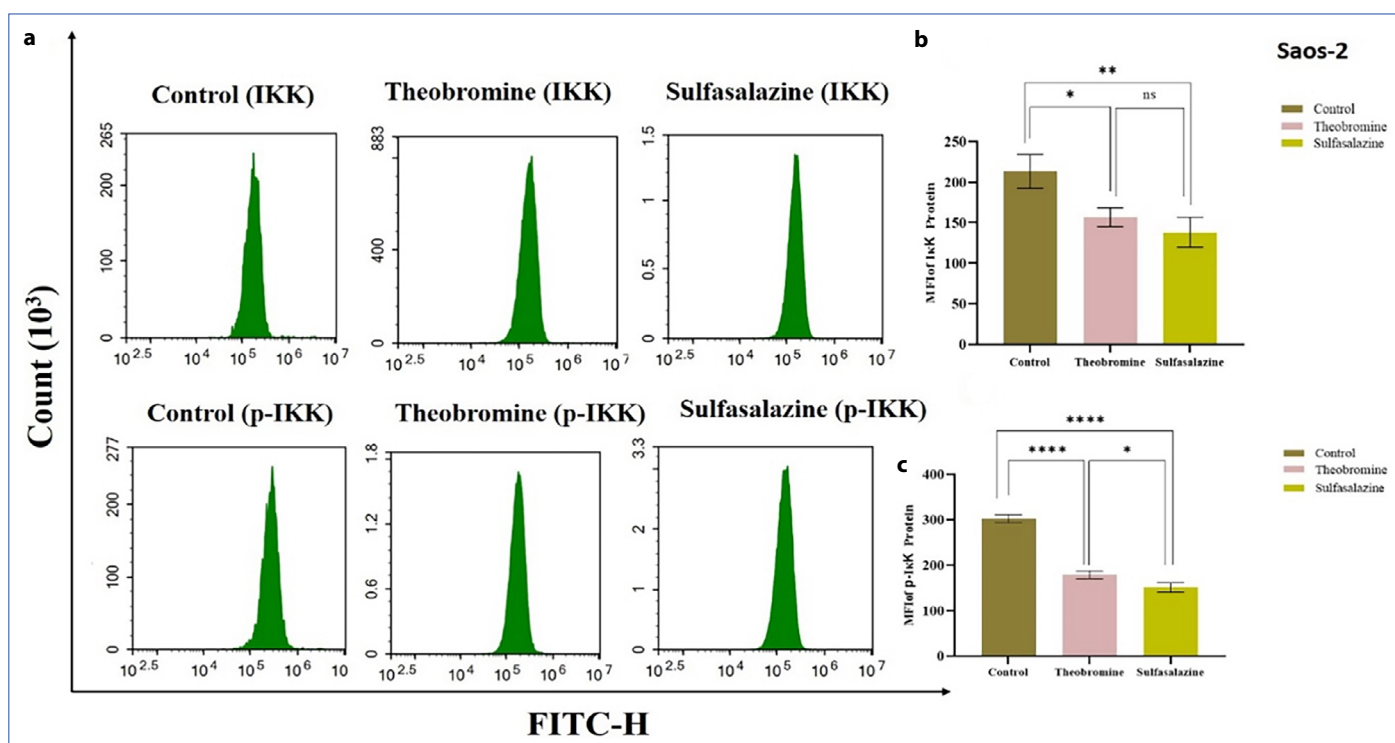 a
Count (10³)
FITC-H
Control (IKK)
265
200
100
0
10^2.5 10^4 10^5 10^6 10^7
Theobromine (IKK)
883
400
0
10^2.5 10^4 10^5 10^6 10^7
Sulfasalazine (IKK)
1.5
1
0.5
0
10^2.5 10^4 10^5 10^6 10^7
Control (p-IKK)
277
200
100
0
10^2.5 10^4 10^5 10^6 10
Theobromine (p-IKK)
1.8
1.2
0.6
0
10^2.5 10^4 10^5 10^6 10^7
Sulfasalazine (p-IKK)
3.3
2
1
0
10^2.5 10^4 10^5 10^6 10^7
b
Saos-2
**
*
ns
MFI of IκK Protein
250
200
150
100
50
0
Control Theobromine Sulfasalazine
Control
Theobromine
Sulfasalazine
c
****
****
*
MFI of p-IκK Protein
400
300
200
100
0
Control Theobromine Sulfasalazine
Control
Theobromine
Sulfasalazine